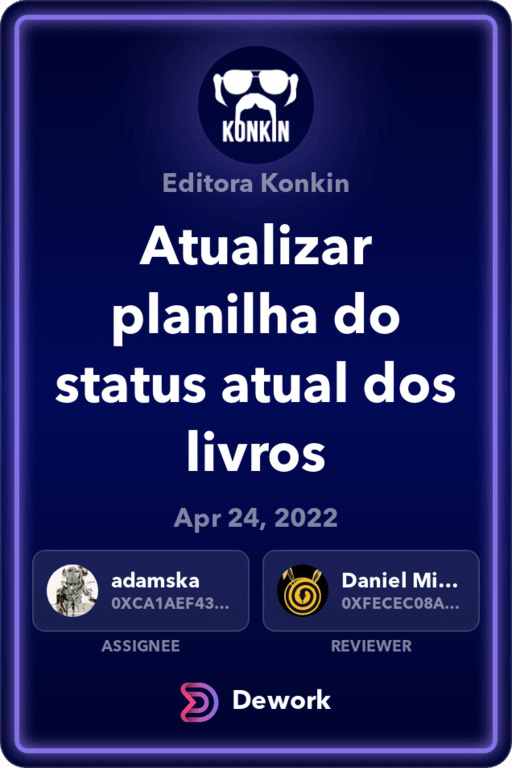 KONKIN
Editora Konkin
Atualizar
planilha do
status atual dos
livros
Apr 24, 2022
adamska
0XCA1AEF43...
Daniel Mi...
0XFECEC08A...
ASSIGNEE
REVIEWER
Dework